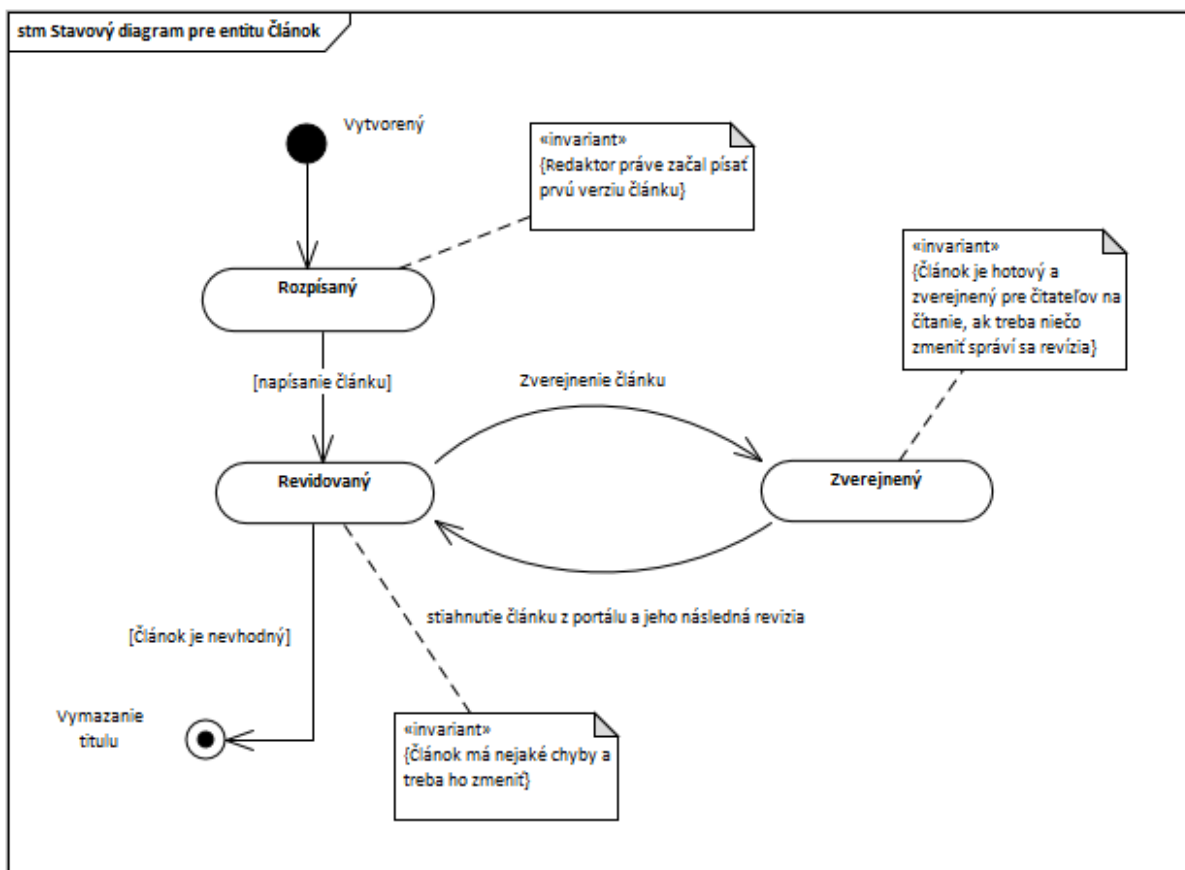 stm Stavový diagram pre entitu Článok
Vytvorený
«invariant»
{Redaktor práve začal písať
prvú verziu článku}
«invariant»
{Článok je hotový a
zverejnený pre čitateľov na
čítanie, ak treba niečo
zmeniť správí sa revízia}
Rozpísaný
[napísanie článku]
Zverejnenie článku
Revidovaný
Zverejnený
stiahnutie článku z portálu a jeho následná revizia
[Článok je nevhodný]
Vymazanie
titulu
«invariant»
{Článok má nejaké chyby a
treba ho zmeniť}